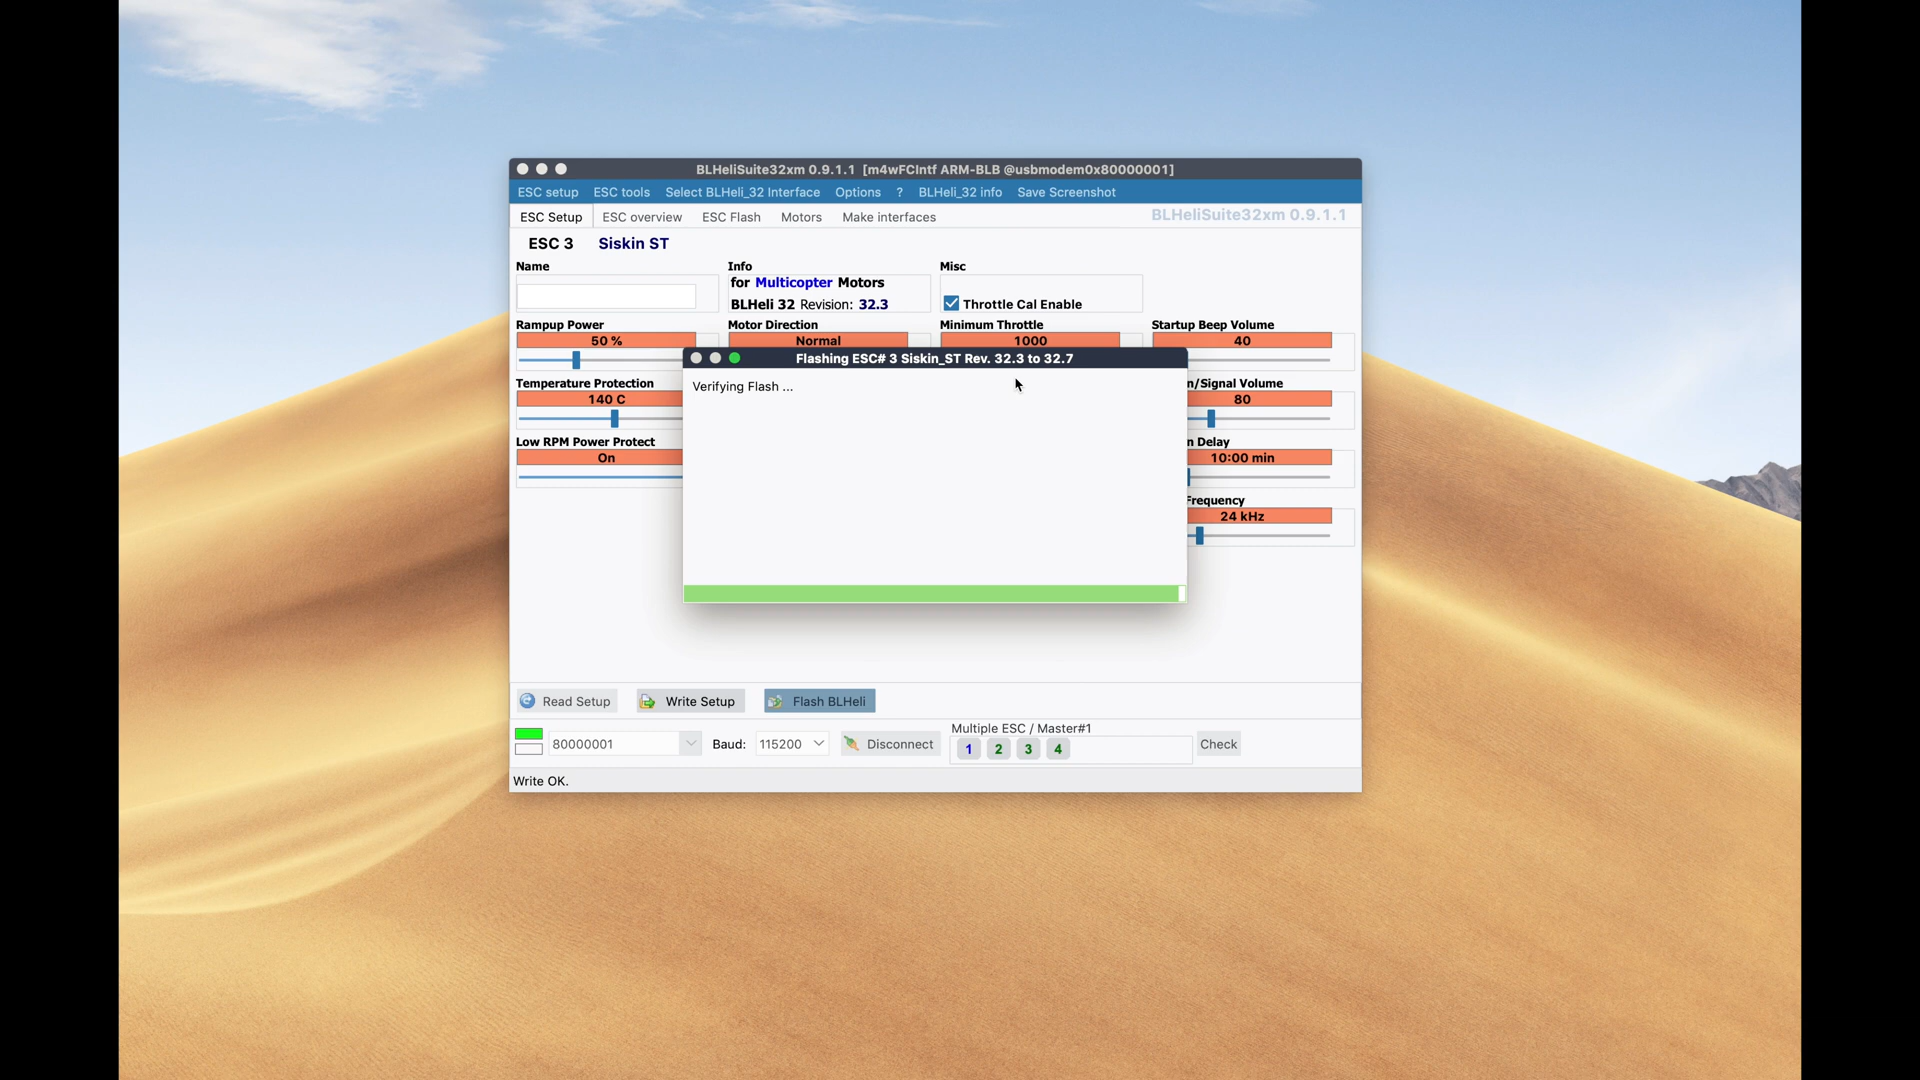 BLHeliSuite32xm 0.9.1.1 [m4wFCIntf ARM-BLB @usbmodem0x80000001]
ESC setup ESC tools Select BLHeli_32 Interface Options ? BLHeli_32 info Save Screenshot
ESC Setup ESC overview ESC Flash Motors Make interfaces BLHeliSuite32xm 0.9.1.1
ESC 3 Siskin ST
Name Info Misc
for Multicopter Motors
BLHeli 32 Revision: 32.3 Throttle Cal Enable
Rampup Power Motor Direction Minimum Throttle Startup Beep Volume
50 % Normal 1000 40
Flashing ESC# 3 Siskin_ST Rev. 32.3 to 32.7
Verifying Flash ...
Temperature Protection n/Signal Volume
140 C 80
Low RPM Power Protect n Delay
On 10:00 min
Frequency
24 kHz
Read Setup Write Setup Flash BLHeli
Multiple ESC / Master#1
80000001 Baud: 115200 Disconnect 1 2 3 4 Check
Write OK.